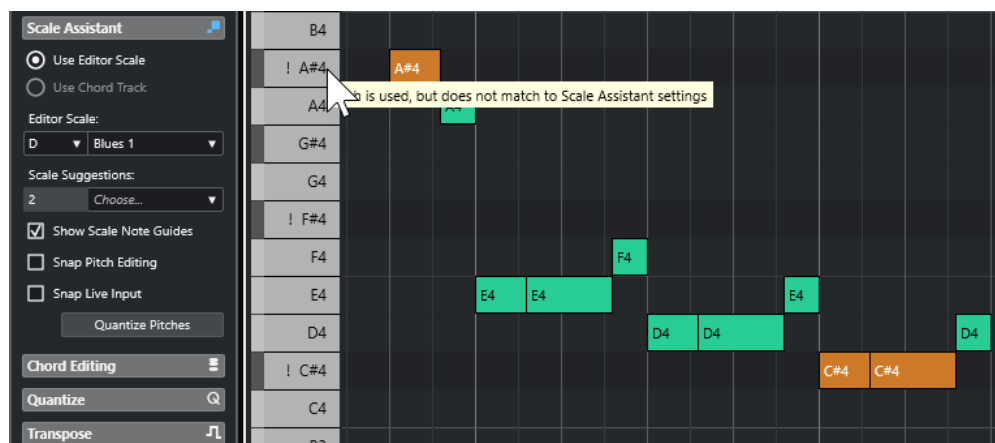 Scale Assistant
Use Editor Scale
Use Chord Track
Editor Scale:
D Blues 1
Scale Suggestions:
2 Choose...
Show Scale Note Guides
Snap Pitch Editing
Snap Live Input
Quantize Pitches
Chord Editing
Quantize
Transpose
B4
! A#4 A#4
is used, but does not match to Scale Assistant settings
A4 A4
G#4
G4
! F#4
F4 F4
E4 E4 E4 E4
D4 D4 D4 D4
! C#4 C#4 C#4
C4